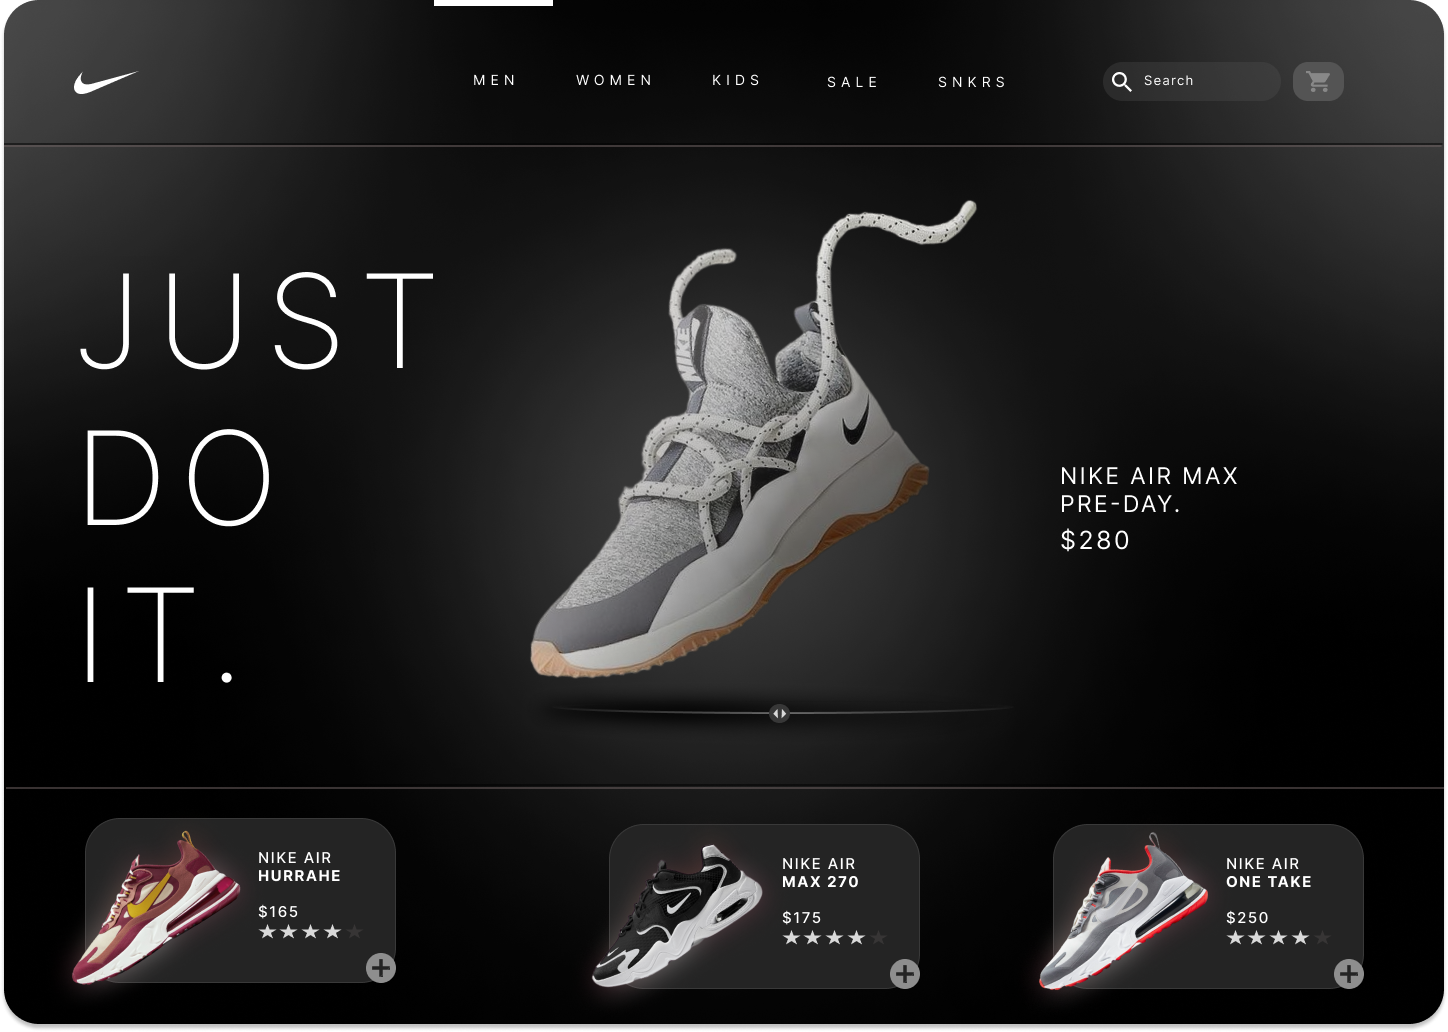 MEN
WOMEN
KIDS
SALE
SNKRS
Search
JUST
DO
IT.
NIKE
NIKE AIR MAX
PRE-DAY.
$280
NIKE AIR
HURRAHE
$165
NIKE AIR
MAX 270
$175
NIKE AIR
ONE TAKE
$250